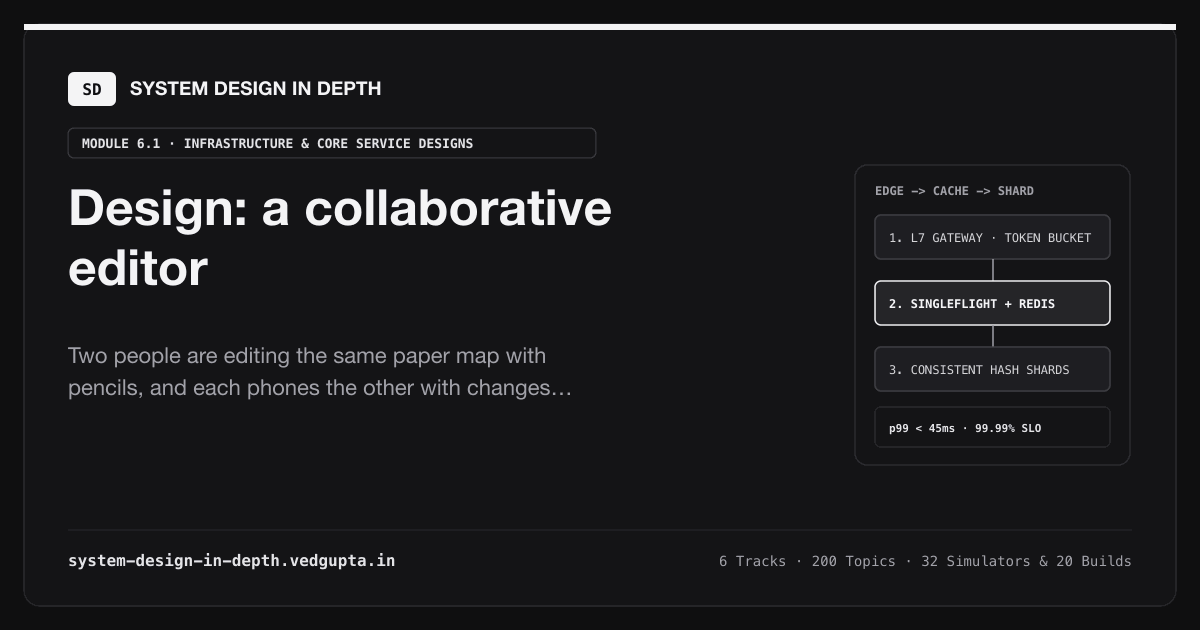 SD SYSTEM DESIGN IN DEPTH
MODULE 6.1 · INFRASTRUCTURE & CORE SERVICE DESIGNS
Design: a collaborative
editor
Two people are editing the same paper map with
pencils, and each phones the other with changes…
EDGE —> CACHE —> SHARD
1. L7 GATEWAY · TOKEN BUCKET
2. SINGLEFLIGHT + REDIS
3. CONSISTENT HASH SHARDS
p99 < 45ms · 99.99% SLO
system-design-in-depth.vedgupta.in
6 Tracks · 200 Topics · 32 Simulators & 20 Builds